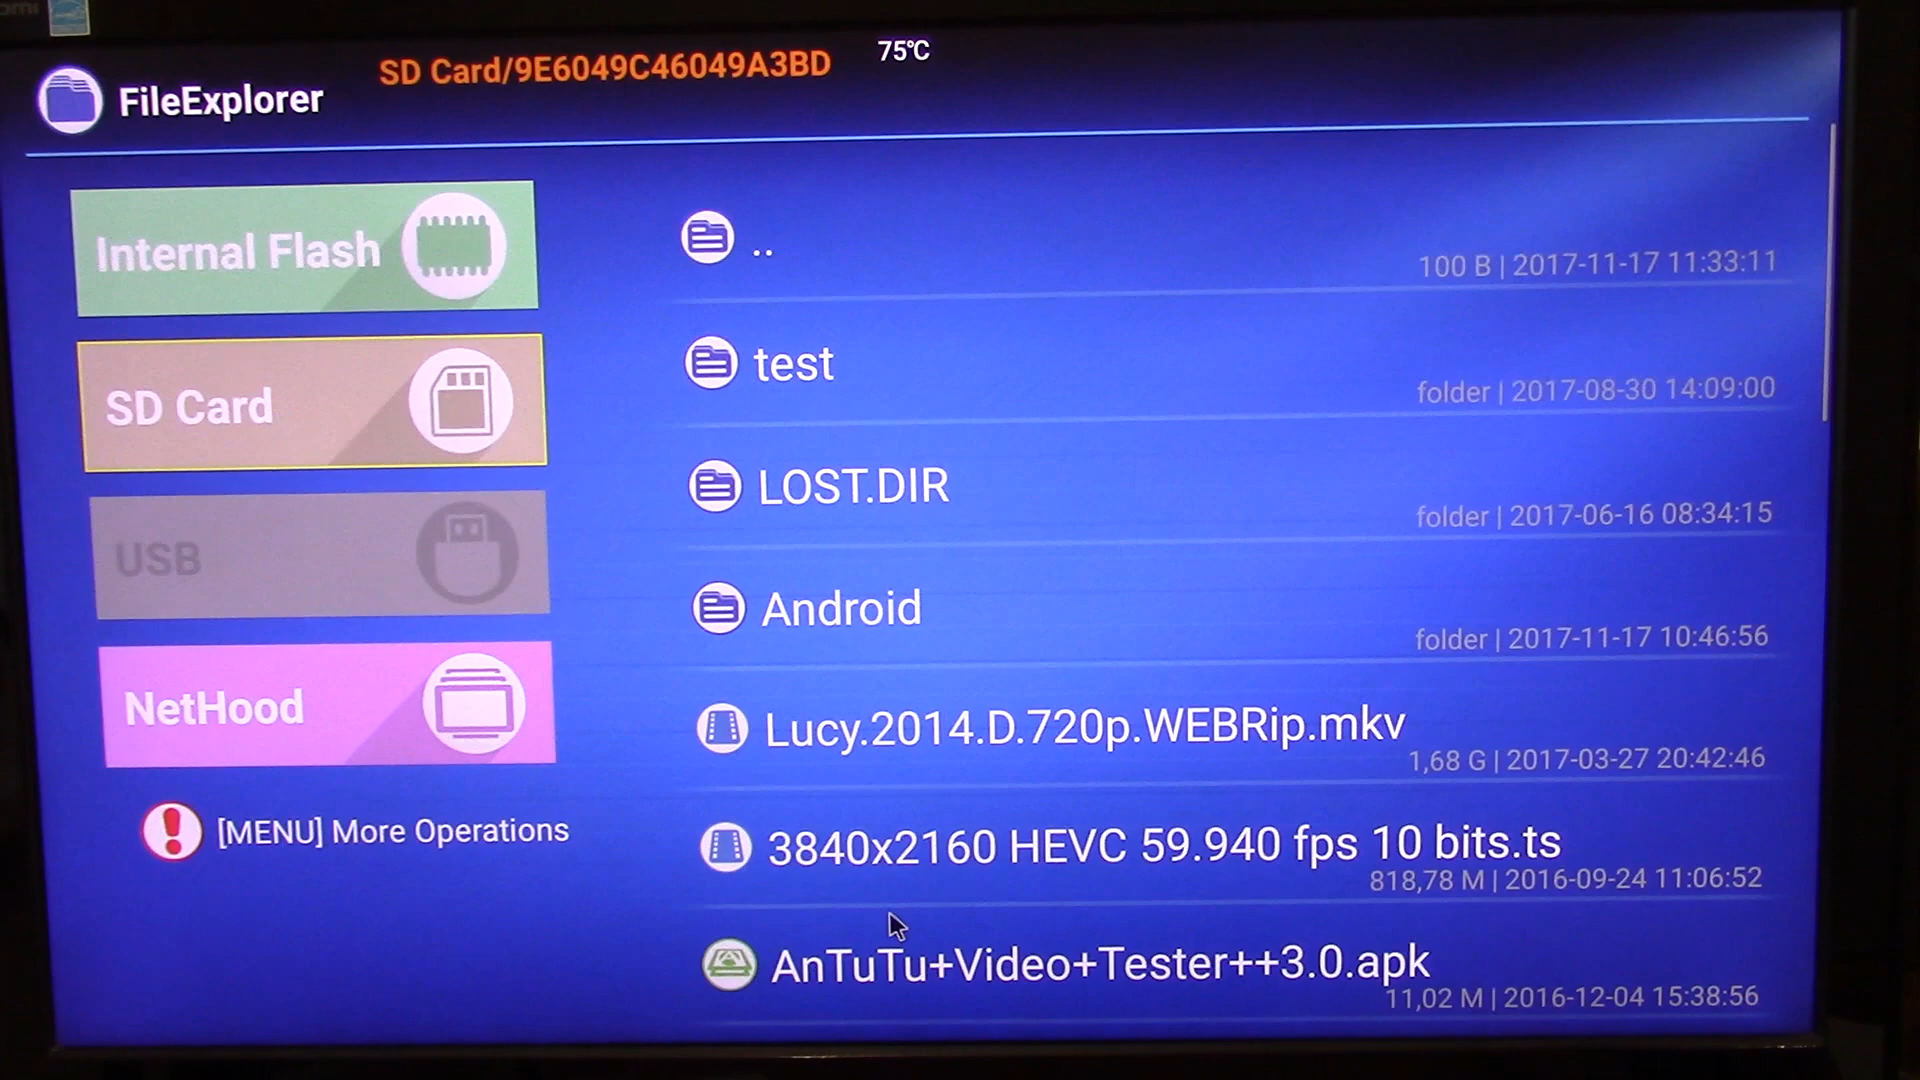 SD Card/9E6049C46049A3BD
75°C
FileExplorer
Internal Flash
SD Card
USB
NetHood
[MENU] More Operations
..
100 B | 2017-11-17 11:33:11
test
folder | 2017-08-30 14:09:00
LOST.DIR
folder | 2017-06-16 08:34:15
Android
folder | 2017-11-17 10:46:56
Lucy.2014.D.720p.WEBRip.mkv
1,68 G | 2017-03-27 20:42:46
3840x2160 HEVC 59.940 fps 10 bits.ts
818,78 M | 2016-09-24 11:06:52
AnTuTu+Video+Tester++3.0.apk
11,02 M | 2016-12-04 15:38:56